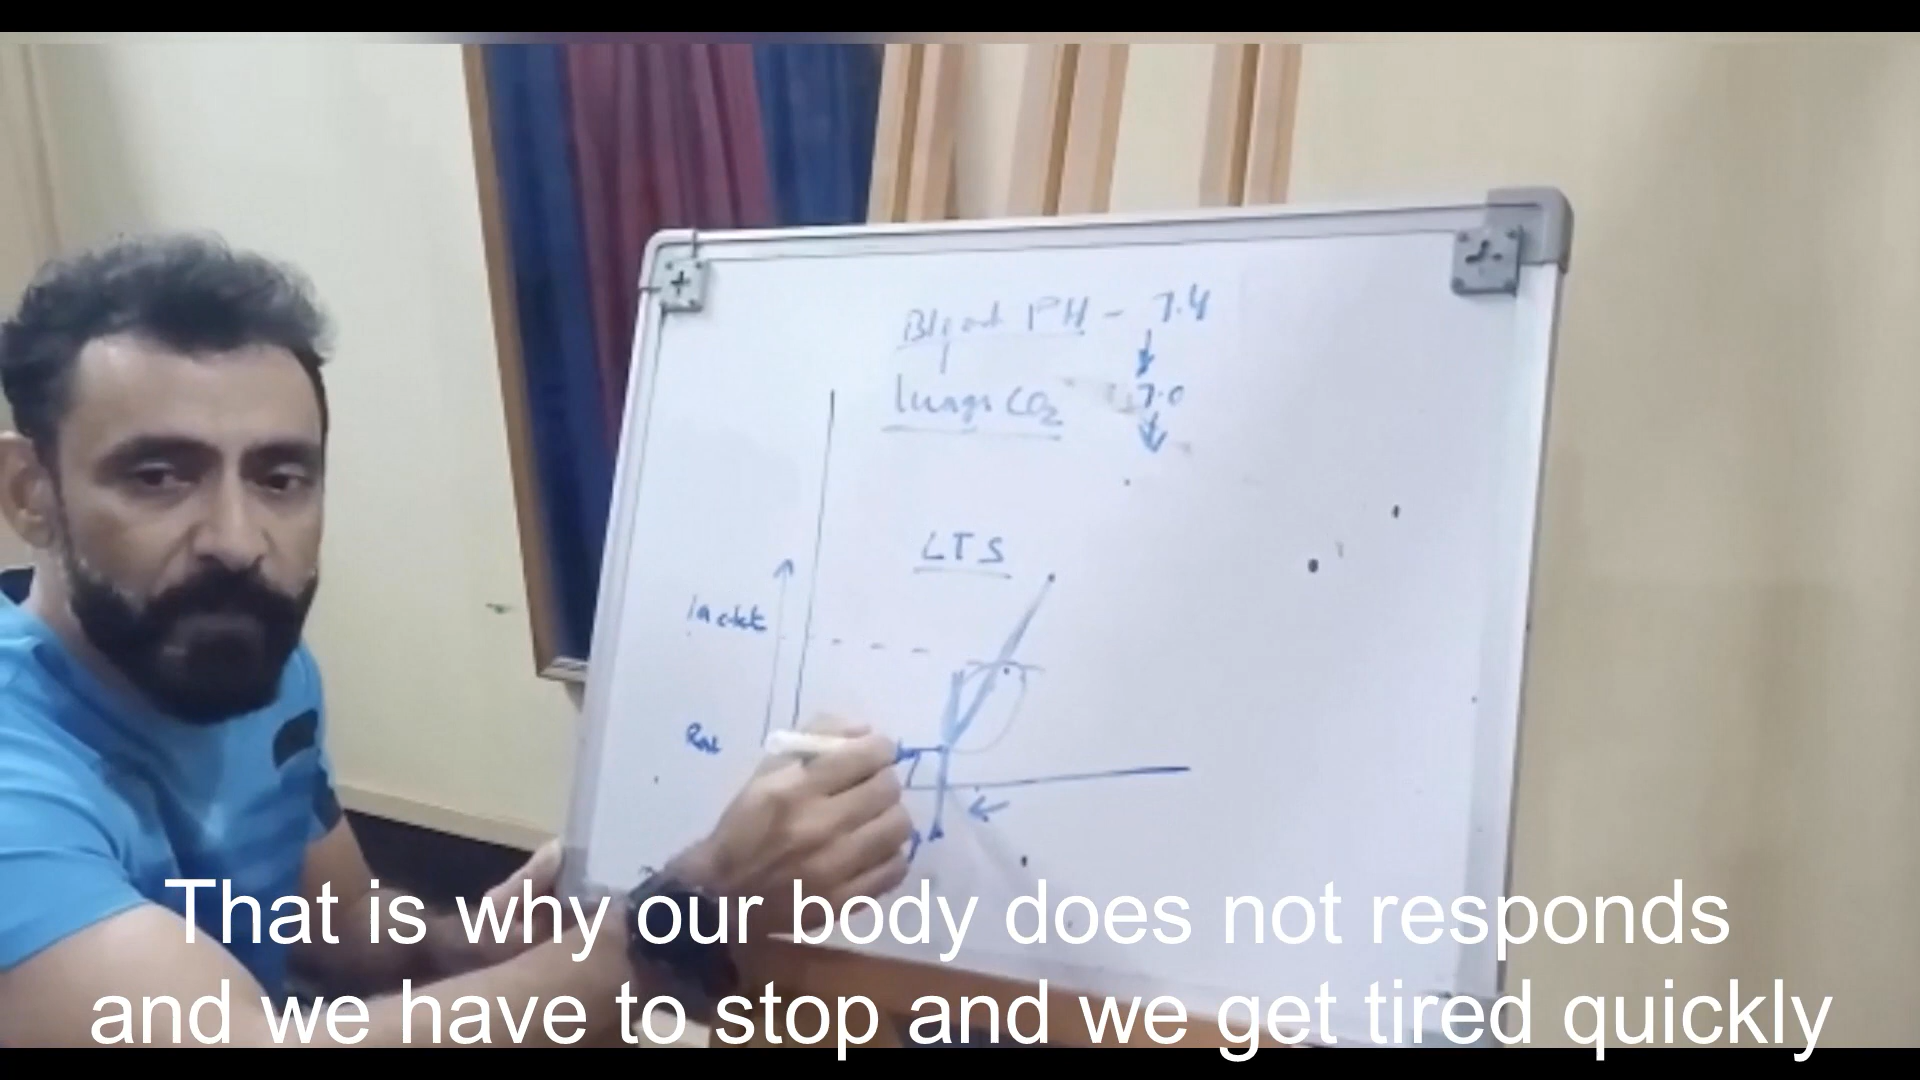 Blood PH - 7.4
lungs CO2 7.0
LTS
lactate
That is why our body does not responds
and we have to stop and we get tired quickly